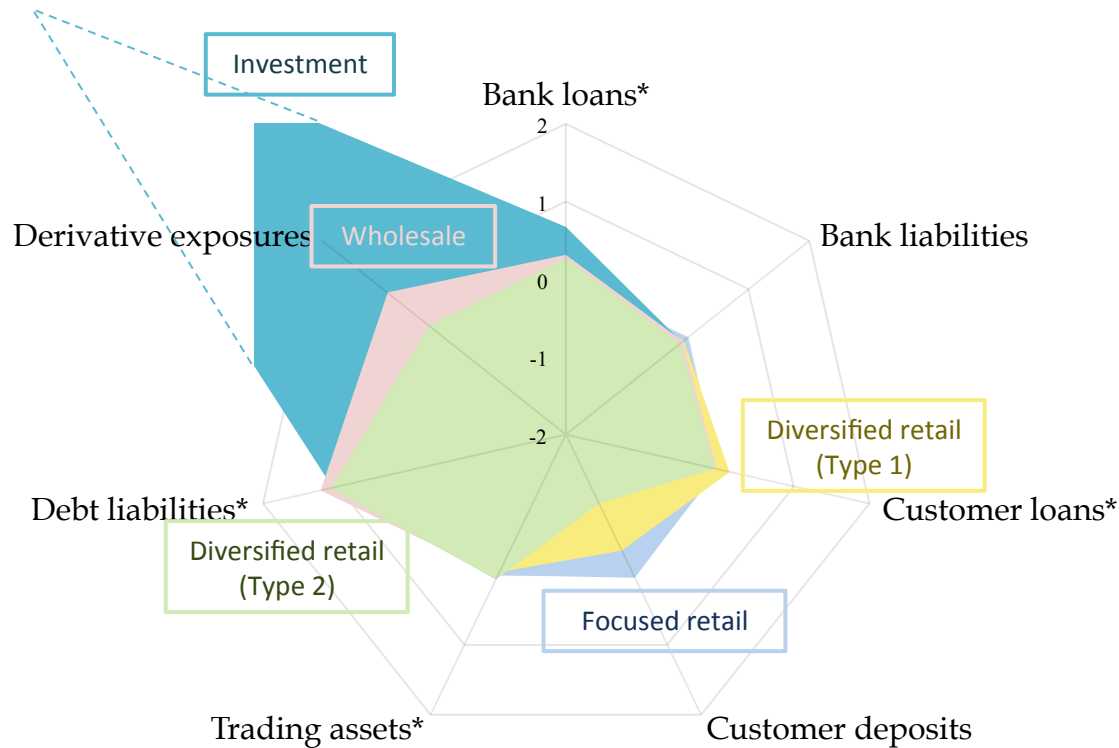 Investment
Bank loans*
2
1
Bank liabilities
Derivative exposures
Wholesale
0
-1
Diversified retail
(Type 1)
-2
Debt liabilities*
Customer loans*
Diversified retail
(Type 2)
Focused retail
Trading assets*
Customer deposits